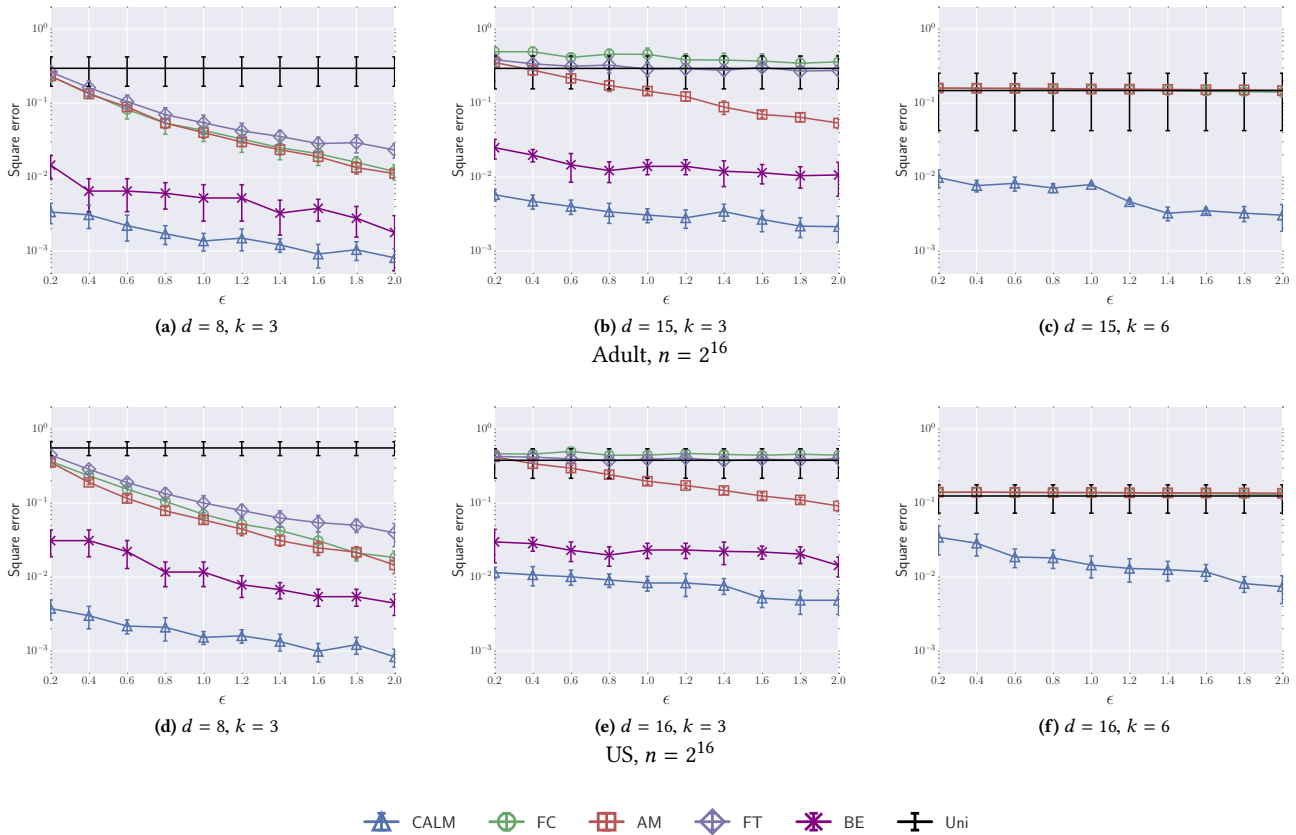 10⁰
10⁻¹
10⁻²
10⁻³
Square error
0.2 0.4 0.6 0.8 1.0 1.2 1.4 1.6 1.8 2.0
ϵ
(a) d = 8, k = 3
10⁰
10⁻¹
10⁻²
10⁻³
Square error
0.2 0.4 0.6 0.8 1.0 1.2 1.4 1.6 1.8 2.0
ϵ
(b) d = 15, k = 3
10⁰
10⁻¹
10⁻²
10⁻³
Square error
0.2 0.4 0.6 0.8 1.0 1.2 1.4 1.6 1.8 2.0
ϵ
(c) d = 15, k = 6
Adult, n = 2¹⁶
10⁰
10⁻¹
10⁻²
10⁻³
Square error
0.2 0.4 0.6 0.8 1.0 1.2 1.4 1.6 1.8 2.0
ϵ
(d) d = 8, k = 3
10⁰
10⁻¹
10⁻²
10⁻³
Square error
0.2 0.4 0.6 0.8 1.0 1.2 1.4 1.6 1.8 2.0
ϵ
(e) d = 16, k = 3
10⁰
10⁻¹
10⁻²
10⁻³
Square error
0.2 0.4 0.6 0.8 1.0 1.2 1.4 1.6 1.8 2.0
ϵ
(f) d = 16, k = 6
US, n = 2¹⁶
CALM FC AM FT BE Uni